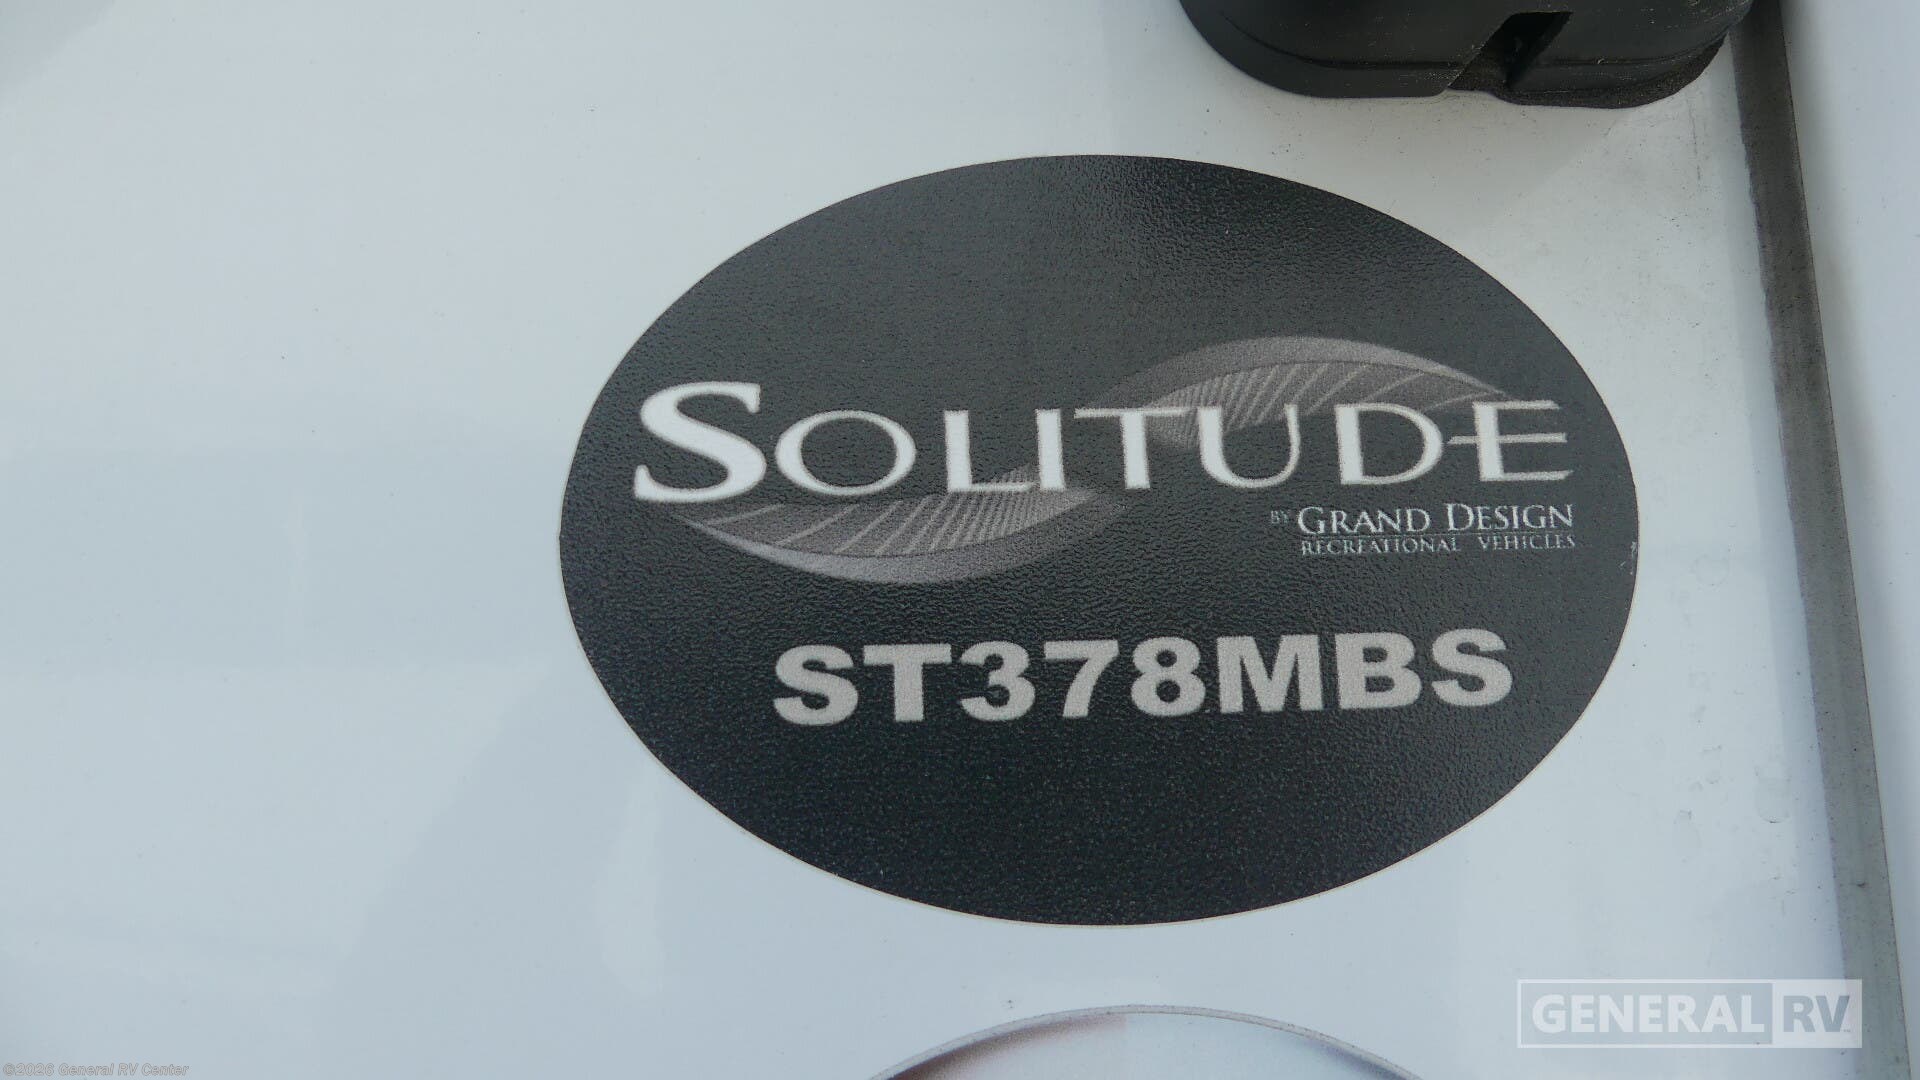 SOLITUDE
BY GRAND DESIGN
RECREATIONAL VEHICLES
ST378MBS
GENERAL RV
©2026 General RV Center